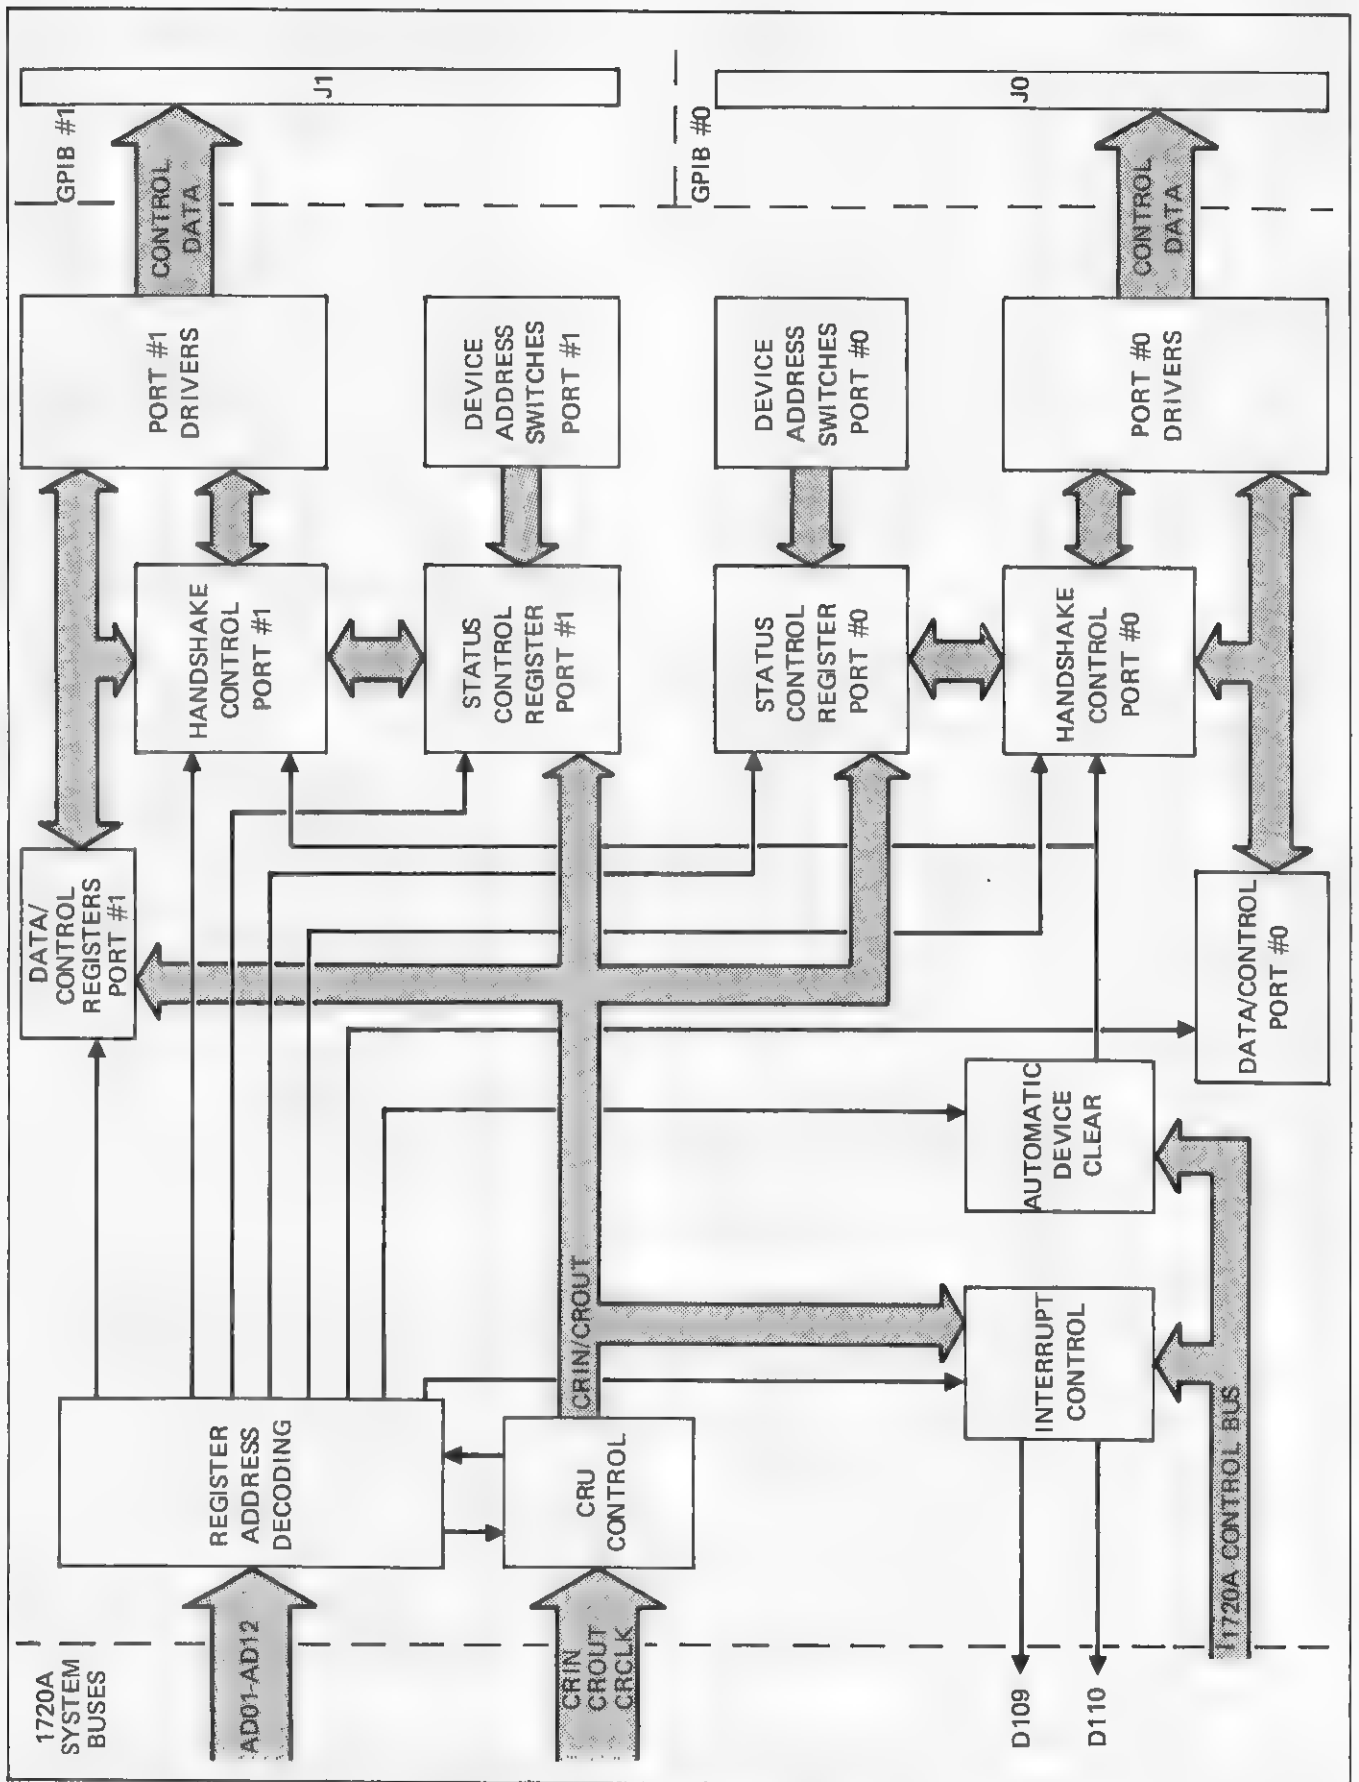 1720A
SYSTEM
BUSES
AD01-AD12
CRIN
CROUT
CRCLK
D109
D110
1720A CONTROL BUS
REGISTER
ADDRESS
DECODING
CRU
CONTROL
CRIN/CROUT
INTERRUPT
CONTROL
AUTOMATIC
DEVICE
CLEAR
DATA/
CONTROL
REGISTERS
PORT #1
DATA/CONTROL
PORT #0
HANDSHAKE
CONTROL
PORT #1
STATUS
CONTROL
REGISTER
PORT #1
STATUS
CONTROL
REGISTER
PORT #0
HANDSHAKE
CONTROL
PORT #0
PORT #1
DRIVERS
DEVICE
ADDRESS
SWITCHES
PORT #1
DEVICE
ADDRESS
SWITCHES
PORT #0
PORT #0
DRIVERS
CONTROL
DATA
CONTROL
DATA
GPIB #1
GPIB #0
J1
J0